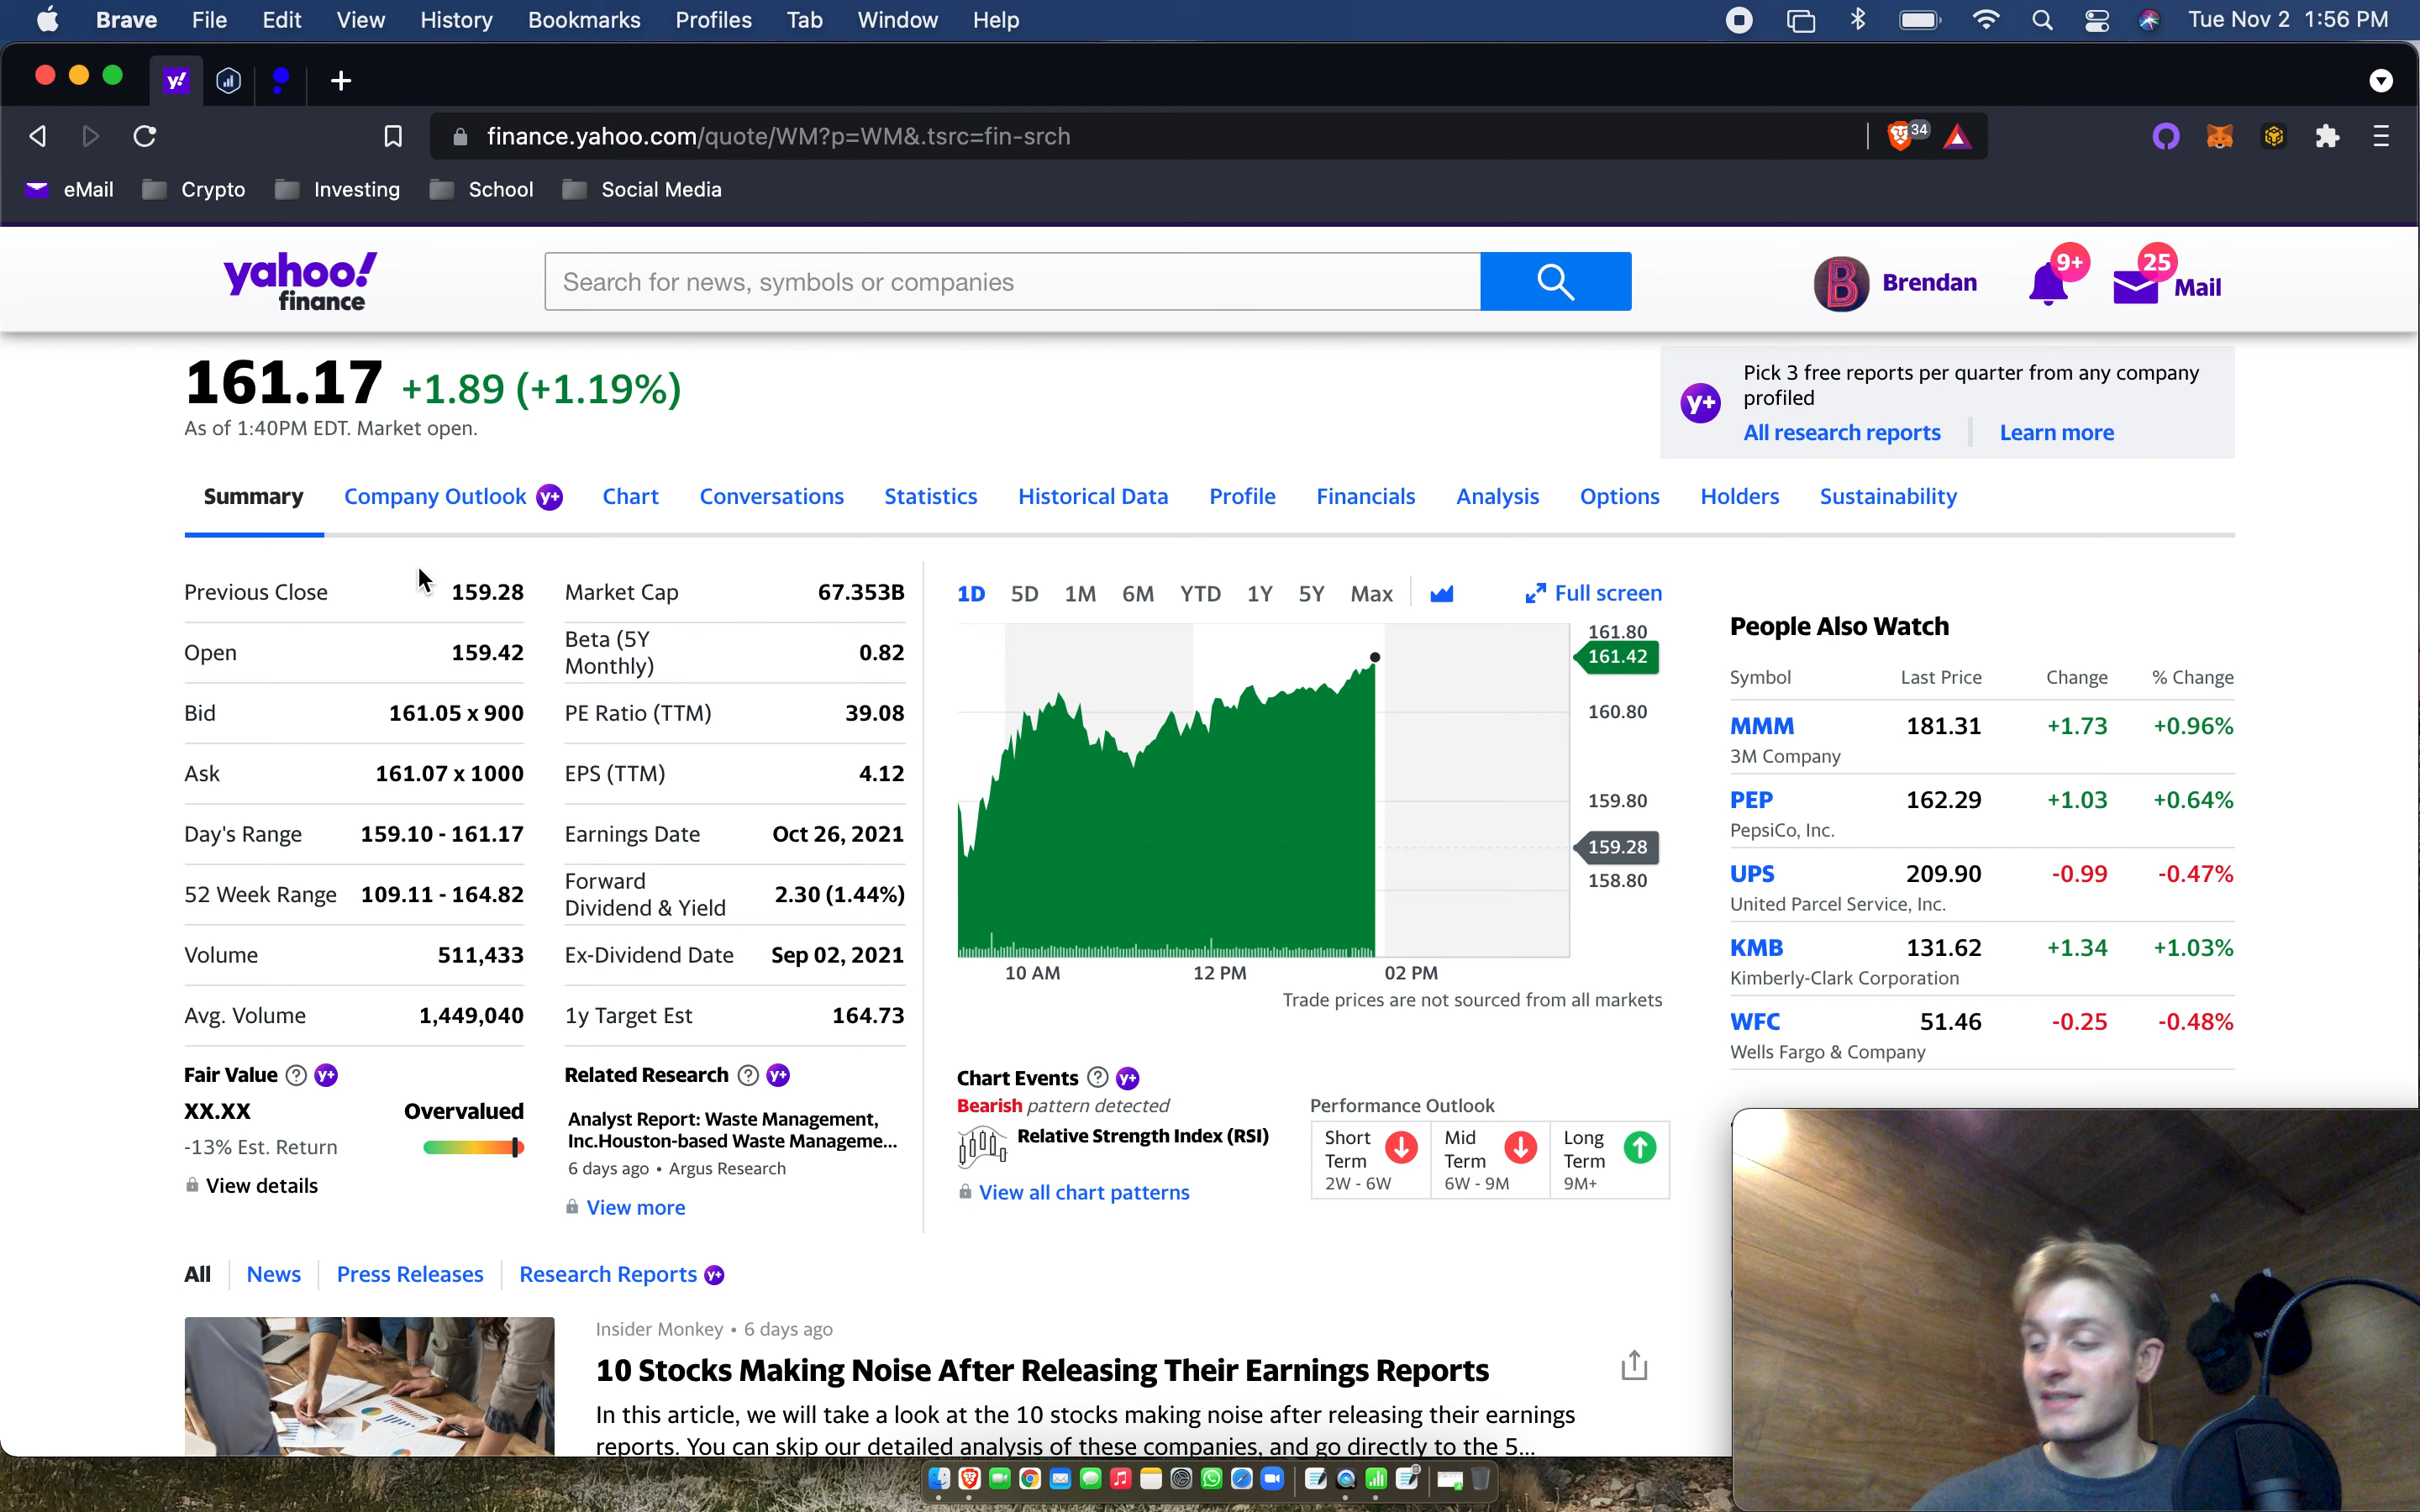 Brave File Edit View History Bookmarks Profiles Tab Window Help Tue Nov 2 1:56 PM
y!
finance.yahoo.com/quote/WM?p=WM&.tsrc=fin-srch 34
eMail Crypto Investing School Social Media
yahoo!
finance
Search for news, symbols or companies
B Brendan 9+ 25 Mail
161.17 +1.89 (+1.19%)
As of 1:40PM EDT. Market open.
y+
Pick 3 free reports per quarter from any company
profiled
All research reports Learn more
Summary Company Outlook y+ Chart Conversations Statistics Historical Data Profile Financials Analysis Options Holders Sustainability
Previous Close 159.28
Open 159.42
Bid 161.05 x 900
Ask 161.07 x 1000
Day's Range 159.10 - 161.17
52 Week Range 109.11 - 164.82
Volume 511,433
Avg. Volume 1,449,040
Market Cap 67.353B
Beta (5Y
Monthly) 0.82
PE Ratio (TTM) 39.08
EPS (TTM) 4.12
Earnings Date Oct 26, 2021
Forward
Dividend & Yield 2.30 (1.44%)
Ex-Dividend Date Sep 02, 2021
1y Target Est 164.73
1D 5D 1M 6M YTD 1Y 5Y Max Full screen
161.80
161.42
160.80
159.80
159.28
158.80
10 AM 12 PM 02 PM
Trade prices are not sourced from all markets
People Also Watch
Symbol Last Price Change % Change
MMM 181.31 +1.73 +0.96%
3M Company
PEP 162.29 +1.03 +0.64%
PepsiCo, Inc.
UPS 209.90 -0.99 -0.47%
United Parcel Service, Inc.
KMB 131.62 +1.34 +1.03%
Kimberly-Clark Corporation
WFC 51.46 -0.25 -0.48%
Wells Fargo & Company
Fair Value ? y+
XX.XX Overvalued
-13% Est. Return
View details
Related Research ? y+
Analyst Report: Waste Management,
Inc.Houston-based Waste Manageme...
6 days ago • Argus Research
View more
Chart Events ? y+
Bearish pattern detected
Relative Strength Index (RSI)
View all chart patterns
Performance Outlook
Short
Term
2W - 6W
Mid
Term
6W - 9M
Long
Term
9M+
All News Press Releases Research Reports y+
Insider Monkey • 6 days ago
10 Stocks Making Noise After Releasing Their Earnings Reports
In this article, we will take a look at the 10 stocks making noise after releasing their earnings
reports. You can skip our detailed analysis of these companies, and go directly to the 5...